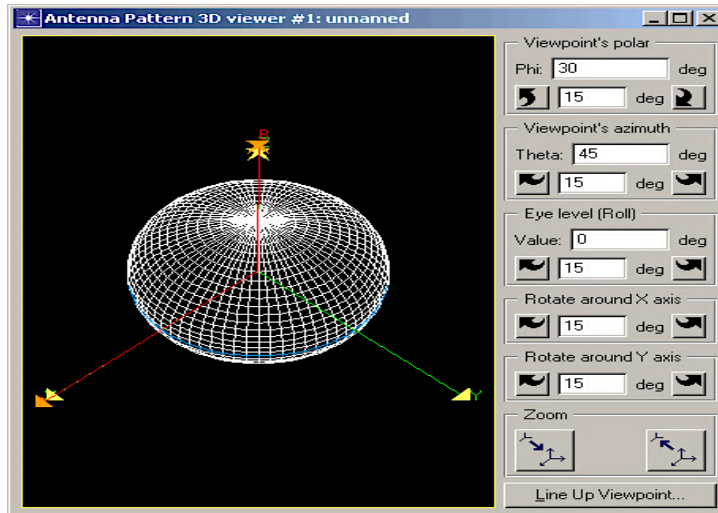 Antenna Pattern 3D viewer #1: unnamed
Viewpoint's polar
Phi: 30 deg
15 deg
Viewpoint's azimuth
Theta: 45 deg
15 deg
Eye level (Roll)
Value: 0 deg
15 deg
Rotate around X axis
15 deg
Rotate around Y axis
15 deg
Zoom
Line Up Viewpoint...
B
Y